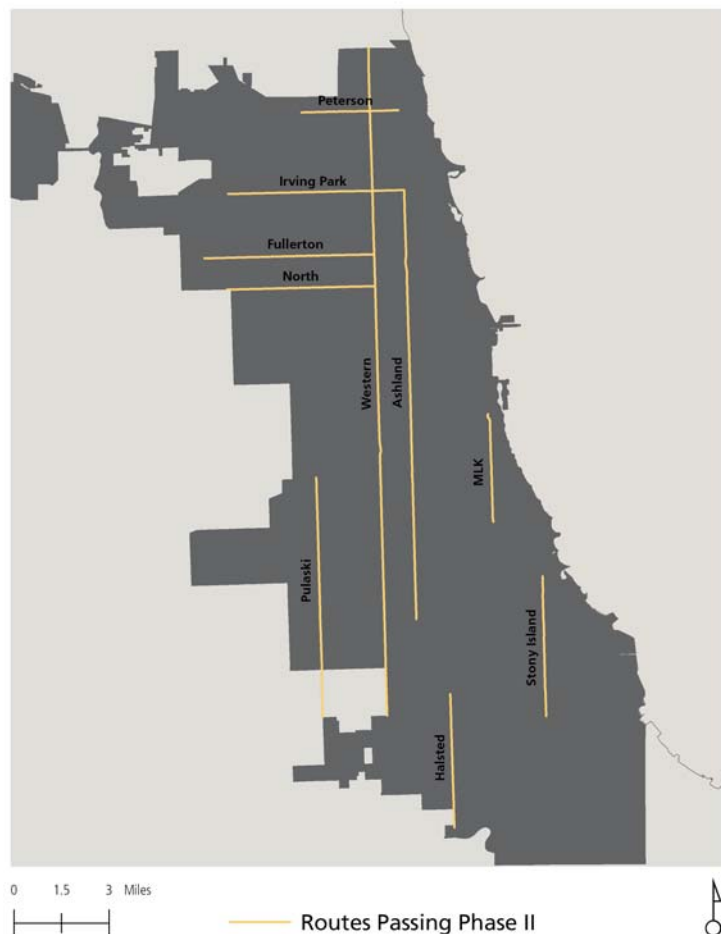 Peterson
Irving Park
Fullerton
North
Western
Ashland
MLK
Pulaski
Stony Island
Halsted
0 1.5 3 Miles
Routes Passing Phase II